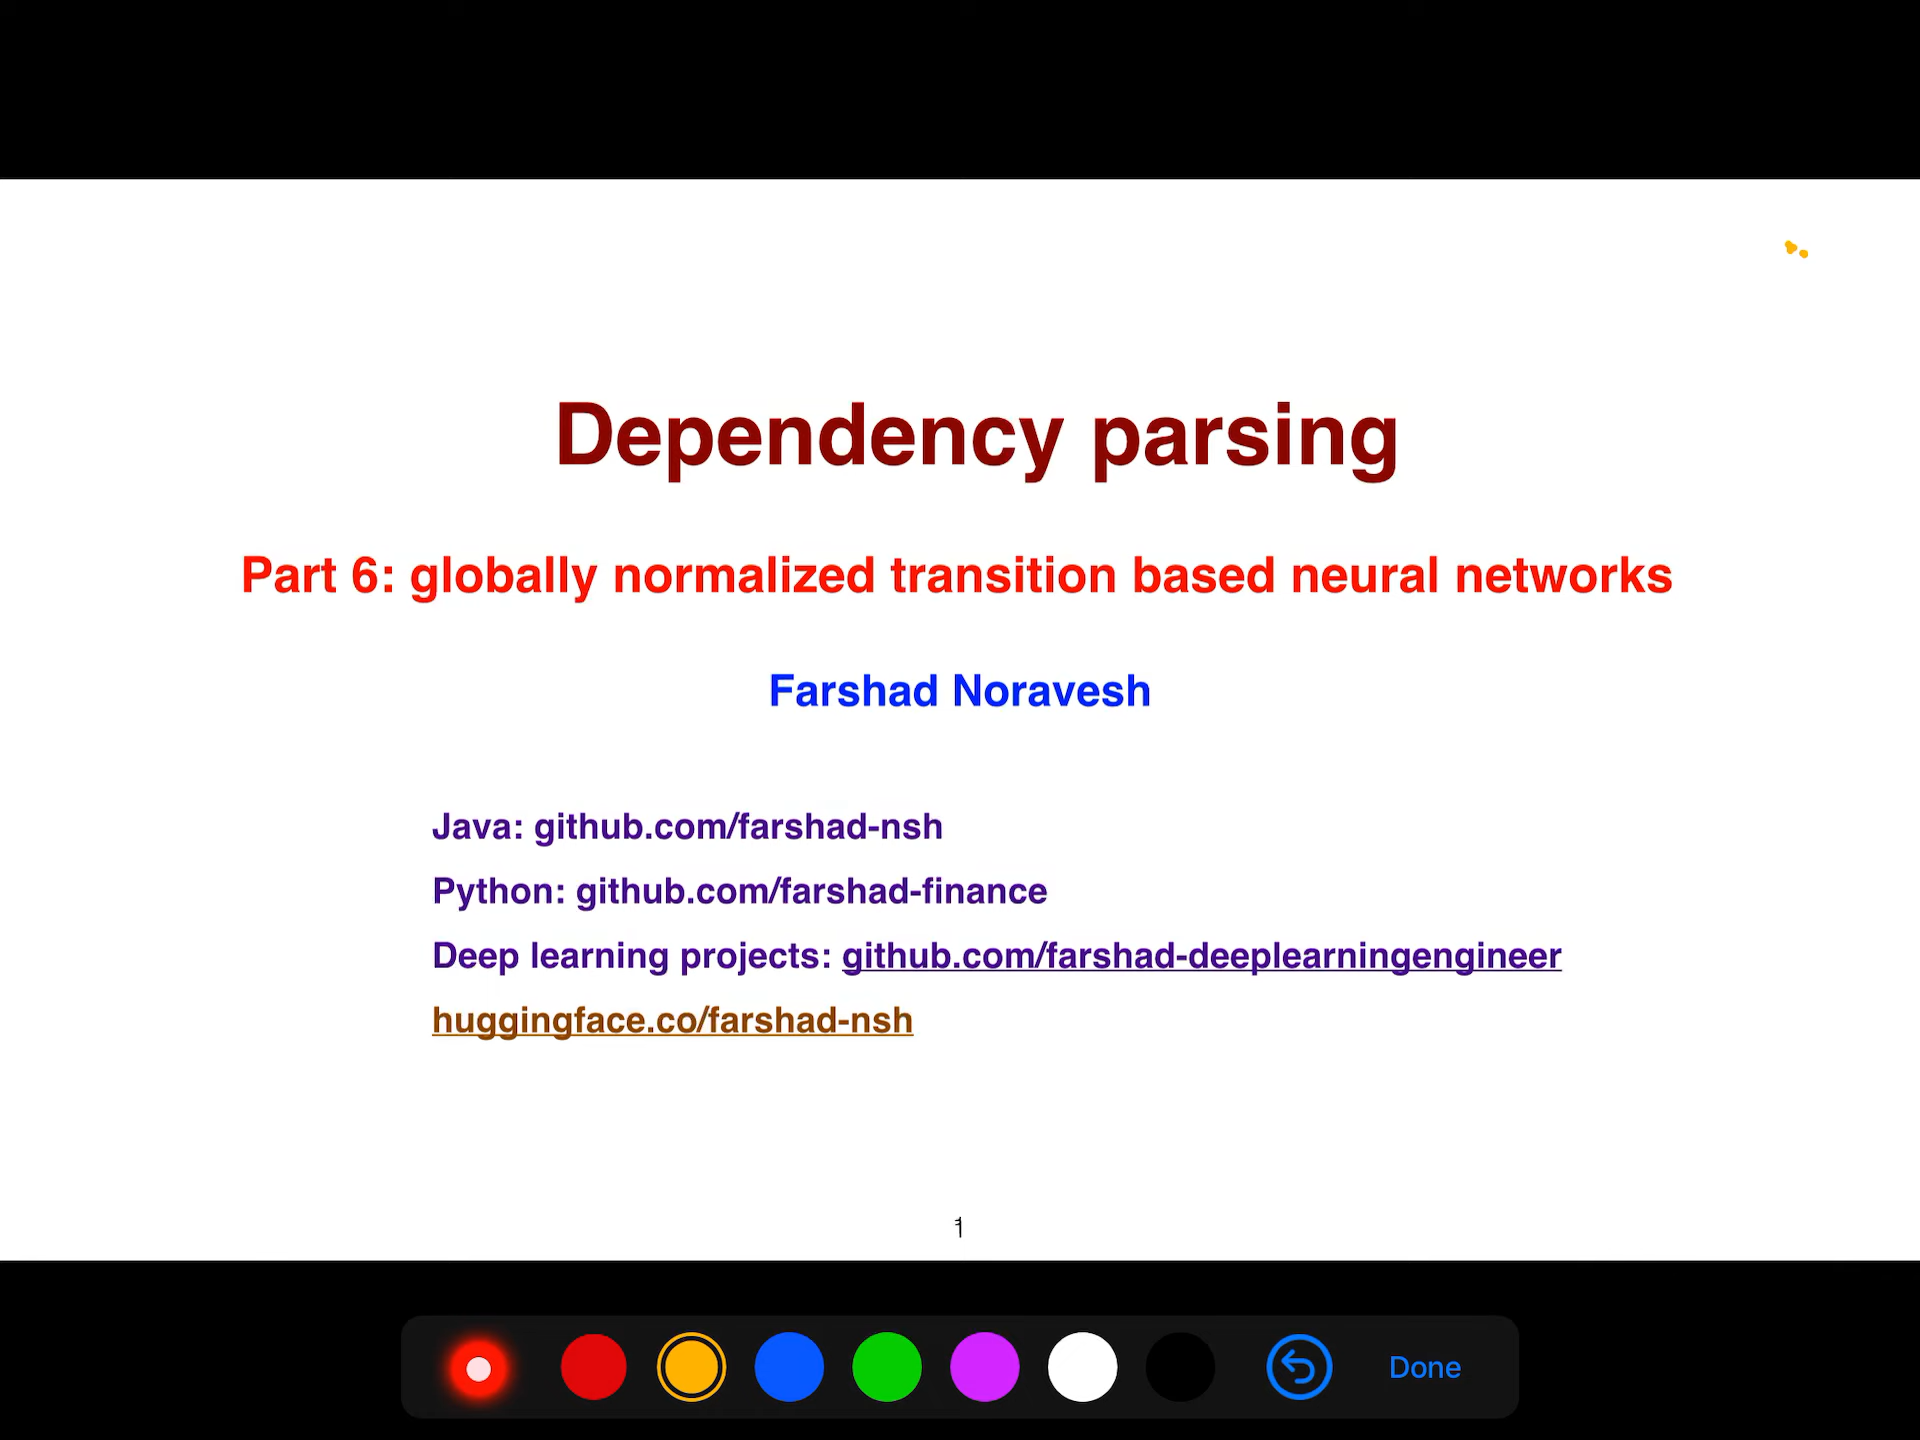 Dependency parsing
Part 6: globally normalized transition based neural networks
Farshad Noravesh
Java: github.com/farshad-nsh
Python: github.com/farshad-finance
Deep learning projects: github.com/farshad-deeplearningengineer
huggingface.co/farshad-nsh
1
Done